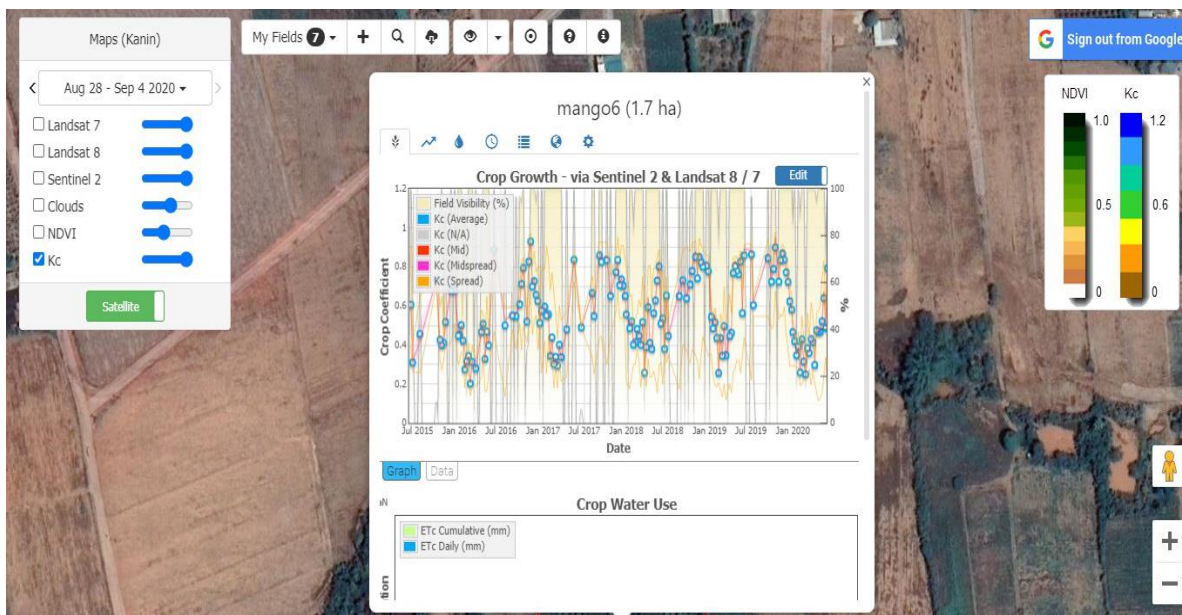 Maps (Kanin)
Aug 28 - Sep 4 2020
Landsat 7
Landsat 8
Sentinel 2
Clouds
NDVI
Kc
Satellite
My Fields 7
Sign out from Google
NDVI Kc
1.0 1.2
0.5 0.6
0 0
mango6 (1.7 ha)
Crop Growth - via Sentinel 2 & Landsat 8 / 7
Edit
Field Visibility (%)
Kc (Average)
Kc (N/A)
Kc (Mid)
Kc (Midspread)
Kc (Spread)
Crop Coefficient
1.2
1
0.8
0.6
0.4
0.2
0
100
80
60
40
20
0
%
Jul 2015 Jan 2016 Jul 2016 Jan 2017 Jul 2017 Jan 2018 Jul 2018 Jan 2019 Jul 2019 Jan 2020
Date
Graph Data
Crop Water Use
ETc Cumulative (mm)
ETc Daily (mm)